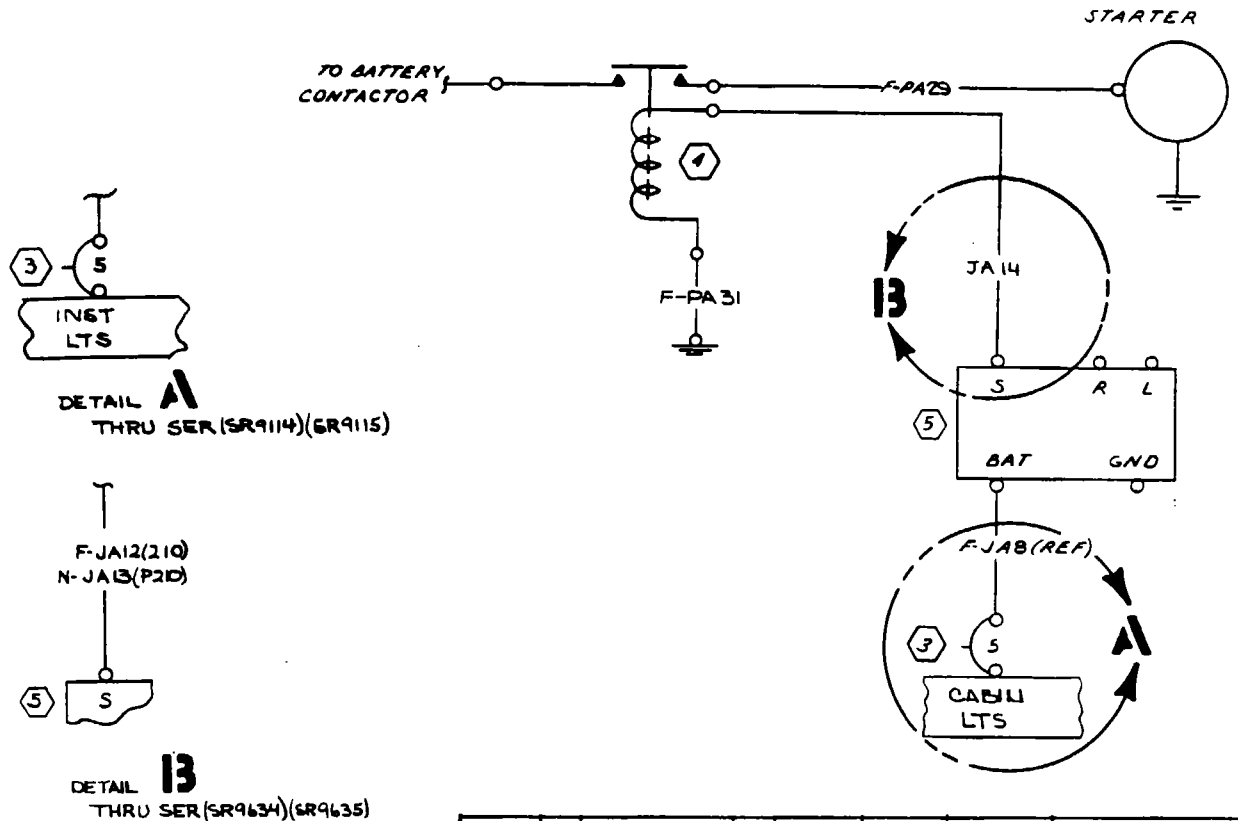 STARTER
TO BATTERY
CONTACTOR
F-PA29
4
3
5
INST
LTS
F-PA31
JA14
B
DETAIL A
THRU SER (SR9114)(SR9115)
S
R
L
5
BAT
GND
F-JA12(210)
N-JA13(P210)
F-JA8(REF)
5
S
3
5
A
CABIN
LTS
DETAIL B
THRU SER (SR9634)(SR9635)